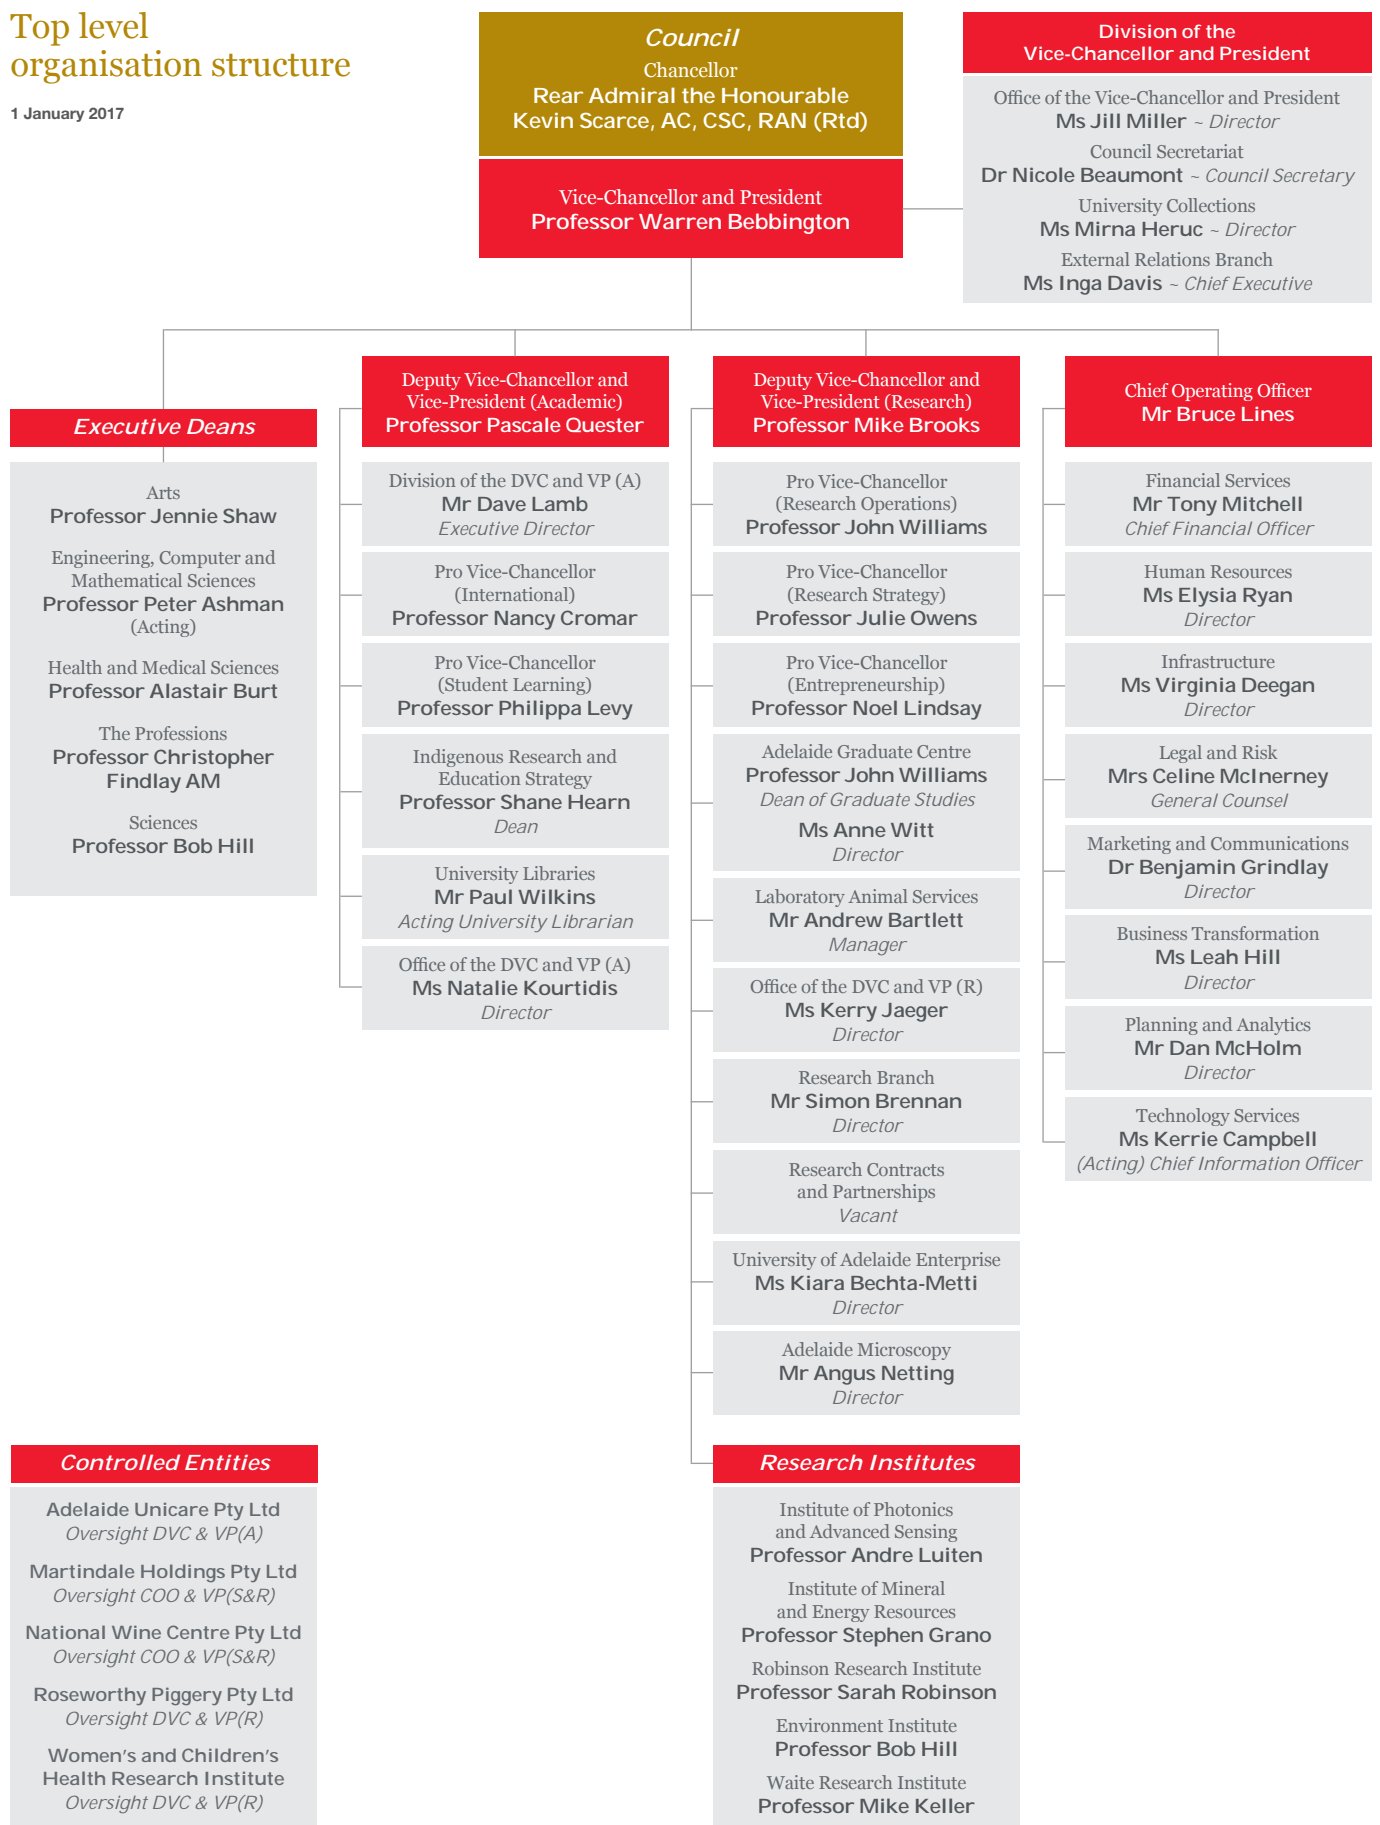 Top level
organisation structure
1 January 2017
Council
Chancellor
Rear Admiral the Honourable
Kevin Scarce, AC, CSC, RAN (Rtd)
Vice-Chancellor and President
Professor Warren Bebbington
Division of the
Vice-Chancellor and President
Office of the Vice-Chancellor and President
Ms Jill Miller ~ Director
Council Secretariat
Dr Nicole Beaumont ~ Council Secretary
University Collections
Ms Mirna Heruc ~ Director
External Relations Branch
Ms Inga Davis ~ Chief Executive
Executive Deans
Arts
Professor Jennie Shaw
Engineering, Computer and
Mathematical Sciences
Professor Peter Ashman
(Acting)
Health and Medical Sciences
Professor Alastair Burt
The Professions
Professor Christopher
Findlay AM
Sciences
Professor Bob Hill
Deputy Vice-Chancellor and
Vice-President (Academic)
Professor Pascale Quester
Division of the DVC and VP (A)
Mr Dave Lamb
Executive Director
Pro Vice-Chancellor
(International)
Professor Nancy Cromar
Pro Vice-Chancellor
(Student Learning)
Professor Philippa Levy
Indigenous Research and
Education Strategy
Professor Shane Hearn
Dean
University Libraries
Mr Paul Wilkins
Acting University Librarian
Office of the DVC and VP (A)
Ms Natalie Kourtidis
Director
Deputy Vice-Chancellor and
Vice-President (Research)
Professor Mike Brooks
Pro Vice-Chancellor
(Research Operations)
Professor John Williams
Pro Vice-Chancellor
(Research Strategy)
Professor Julie Owens
Pro Vice-Chancellor
(Entrepreneurship)
Professor Noel Lindsay
Adelaide Graduate Centre
Professor John Williams
Dean of Graduate Studies
Ms Anne Witt
Director
Laboratory Animal Services
Mr Andrew Bartlett
Manager
Office of the DVC and VP (R)
Ms Kerry Jaeger
Director
Research Branch
Mr Simon Brennan
Director
Research Contracts
and Partnerships
Vacant
University of Adelaide Enterprise
Ms Kiara Bechta-Metti
Director
Adelaide Microscopy
Mr Angus Netting
Director
Chief Operating Officer
Mr Bruce Lines
Financial Services
Mr Tony Mitchell
Chief Financial Officer
Human Resources
Ms Elysia Ryan
Director
Infrastructure
Ms Virginia Deegan
Director
Legal and Risk
Mrs Celine McInerney
General Counsel
Marketing and Communications
Dr Benjamin Grindlay
Director
Business Transformation
Ms Leah Hill
Director
Planning and Analytics
Mr Dan McHolm
Director
Technology Services
Ms Kerrie Campbell
(Acting) Chief Information Officer
Controlled Entities
Adelaide Unicare Pty Ltd
Oversight DVC & VP(A)
Martindale Holdings Pty Ltd
Oversight COO & VP(S&R)
National Wine Centre Pty Ltd
Oversight COO & VP(S&R)
Roseworthy Piggery Pty Ltd
Oversight DVC & VP(R)
Women's and Children's
Health Research Institute
Oversight DVC & VP(R)
Research Institutes
Institute of Photonics
and Advanced Sensing
Professor Andre Luiten
Institute of Mineral
and Energy Resources
Professor Stephen Grano
Robinson Research Institute
Professor Sarah Robinson
Environment Institute
Professor Bob Hill
Waite Research Institute
Professor Mike Keller